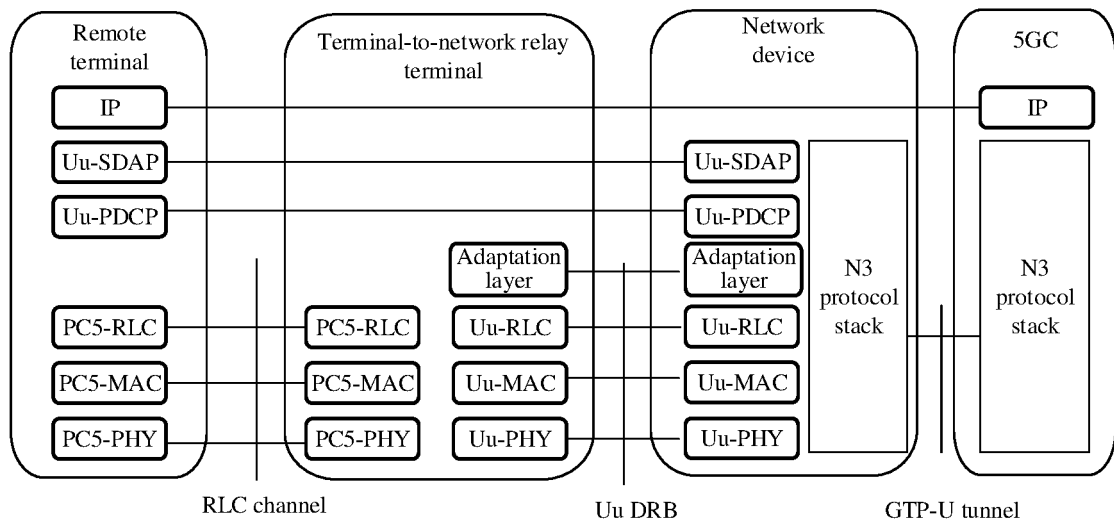 Remote
terminal
IP
Uu-SDAP
Uu-PDCP
PC5-RLC
PC5-MAC
PC5-PHY
RLC channel
Terminal-to-network relay
terminal
PC5-RLC
PC5-MAC
PC5-PHY
Adaptation
layer
Uu-RLC
Uu-MAC
Uu-PHY
Uu DRB
Network
device
Uu-SDAP
Uu-PDCP
Adaptation
layer
Uu-RLC
Uu-MAC
Uu-PHY
N3
protocol
stack
GTP-U tunnel
5GC
IP
N3
protocol
stack